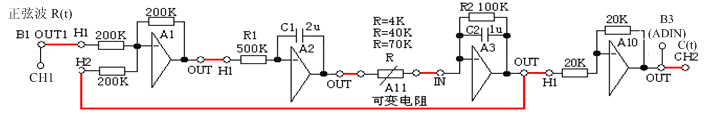 正弦波 R(t)
B1 OUT1
H1
CH1
200K
200K
H2
200K
A1
OUT
H1
R1
500K
C1
2u
A2
OUT
R=4K
R=40K
R=70K
R
A11
可变电阻
IN
R2 100K
C2
1u
A3
OUT
H1
20K
20K
A10
OUT
B3
(ADIN)
C(t)
CH2